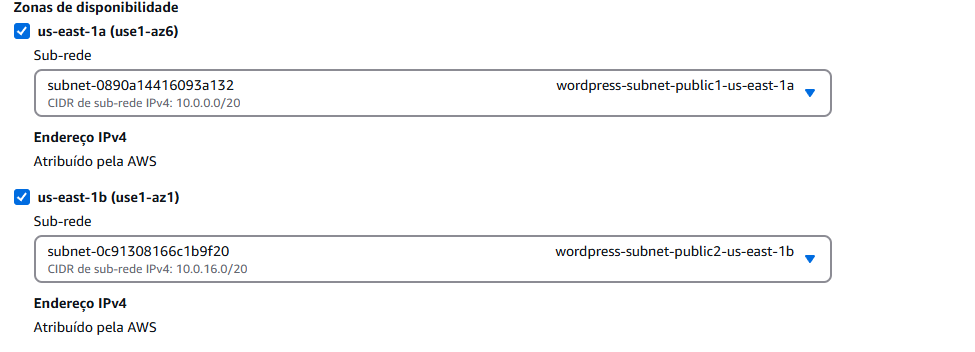 Zonas de disponibilidade
us-east-1a (use1-az6)
Sub-rede
subnet-0890a14416093a132 wordpress-subnet-public1-us-east-1a
CIDR de sub-rede IPv4: 10.0.0.0/20
Endereço IPv4
Atribuído pela AWS
us-east-1b (use1-az1)
Sub-rede
subnet-0c91308166c1b9f20 wordpress-subnet-public2-us-east-1b
CIDR de sub-rede IPv4: 10.0.16.0/20
Endereço IPv4
Atribuído pela AWS